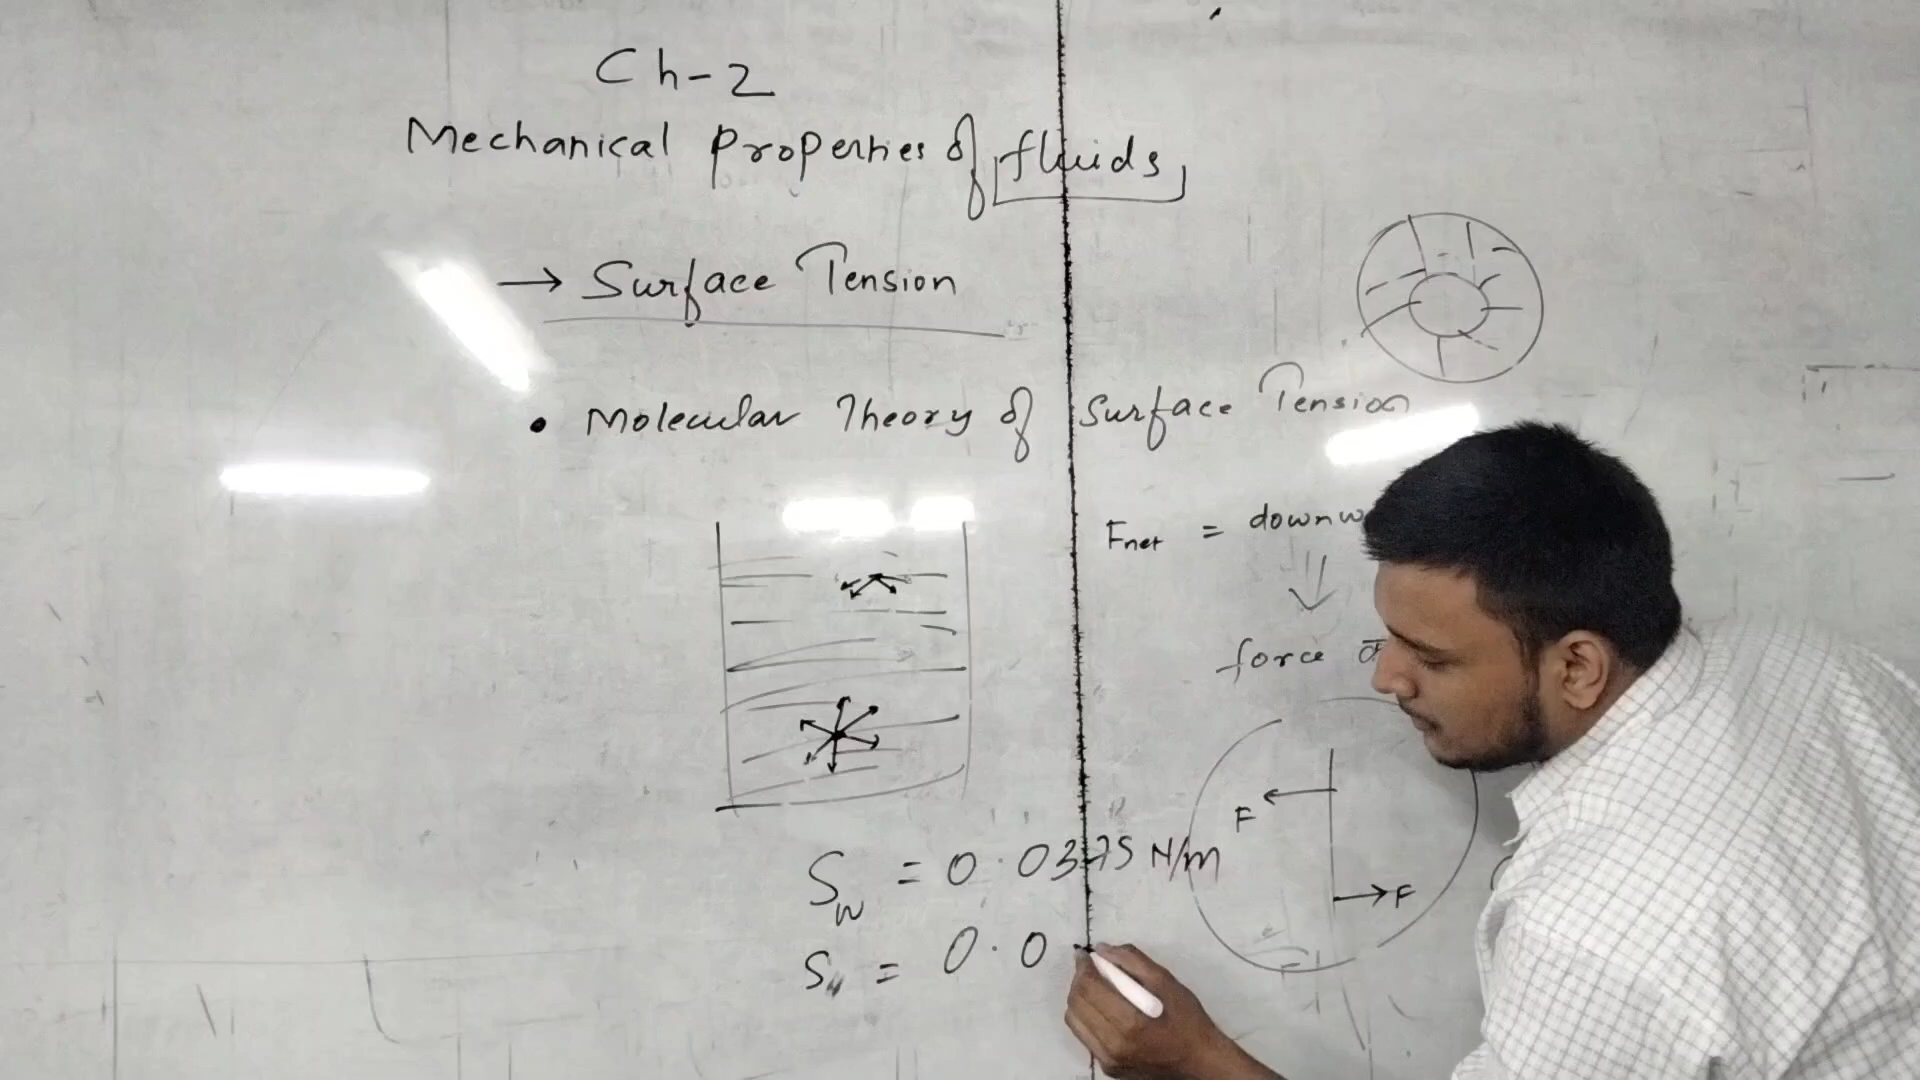 Ch-2
Mechanical Properties of fluids
→ Surface Tension
• Molecular Theory of Surface Tension
Fnet = downw
force
F
F
Sw = 0.0375 N/m
S = 0.0